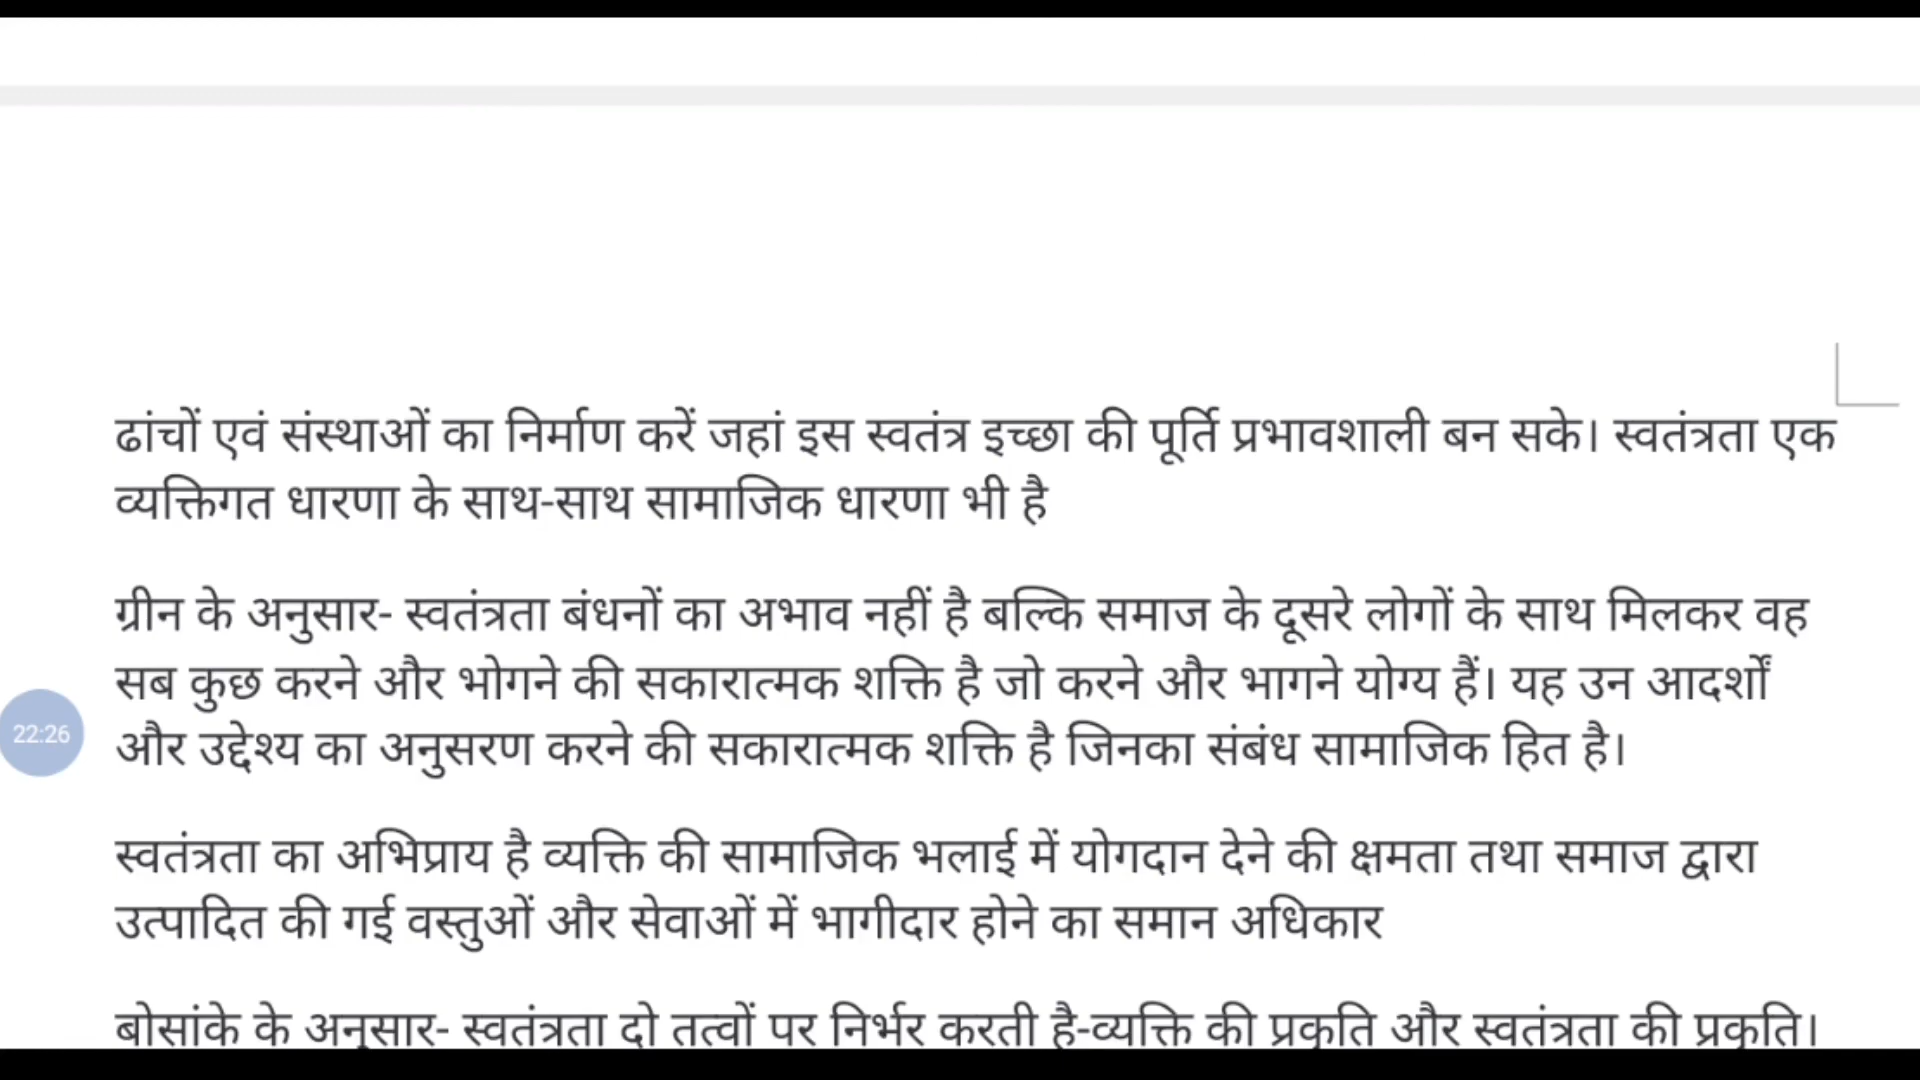 ढांचों एवं संस्थाओं का निर्माण करें जहां इस स्वतंत्र इच्छा की पूर्ति प्रभावशाली बन सके। स्वतंत्रता एक
व्यक्तिगत धारणा के साथ-साथ सामाजिक धारणा भी है
ग्रीन के अनुसार- स्वतंत्रता बंधनों का अभाव नहीं है बल्कि समाज के दूसरे लोगों के साथ मिलकर वह
सब कुछ करने और भोगने की सकारात्मक शक्ति है जो करने और भागने योग्य हैं। यह उन आदर्शों
22:26
और उद्देश्य का अनुसरण करने की सकारात्मक शक्ति है जिनका संबंध सामाजिक हित है।
स्वतंत्रता का अभिप्राय है व्यक्ति की सामाजिक भलाई में योगदान देने की क्षमता तथा समाज द्वारा
उत्पादित की गई वस्तुओं और सेवाओं में भागीदार होने का समान अधिकार
बोसांके के अनुसार- स्वतंत्रता दो तत्वों पर निर्भर करती है-व्यक्ति की प्रकृति और स्वतंत्रता की प्रकृति।